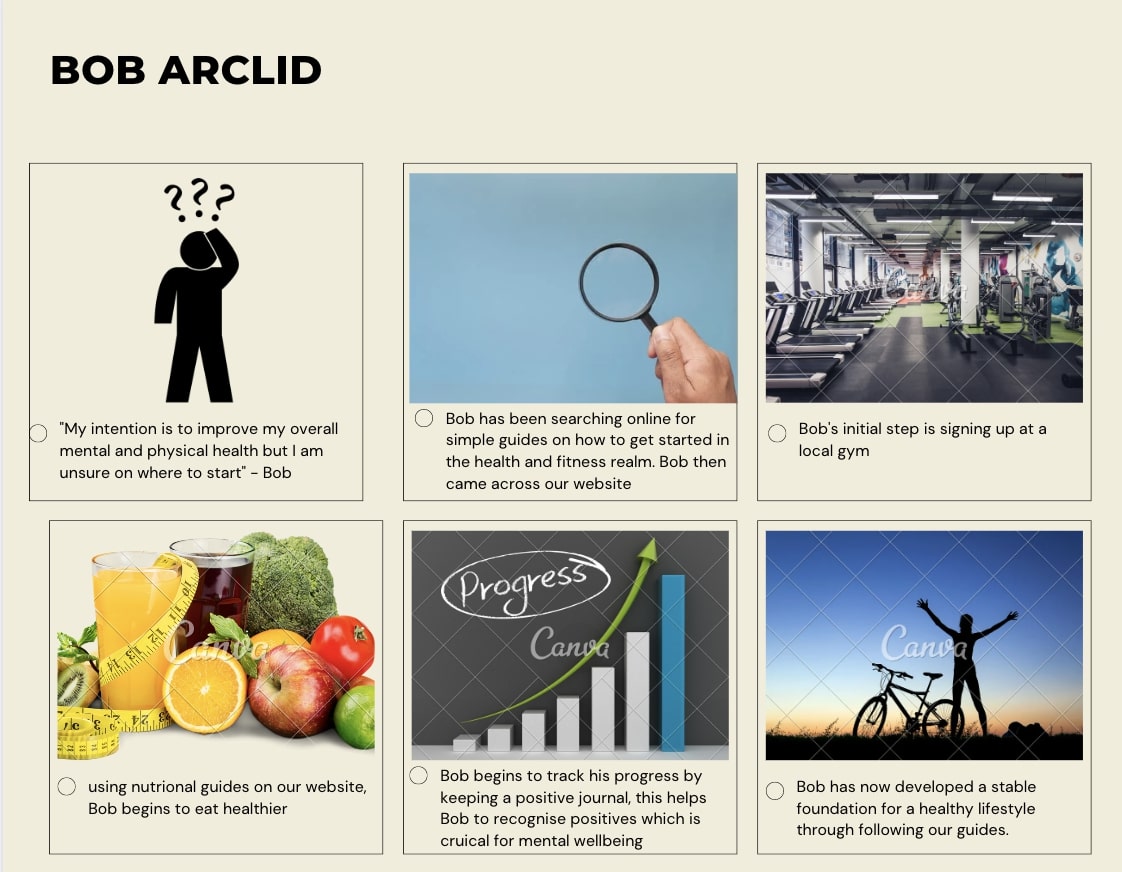 BOB ARCLID
? ? ?
"My intention is to improve my overall
mental and physical health but I am
unsure on where to start" - Bob
Bob has been searching online for
simple guides on how to get started in
the health and fitness realm. Bob then
came across our website
Canva
Bob's initial step is signing up at a
local gym
Canva
using nutrional guides on our website,
Bob begins to eat healthier
Progress
Canva
Bob begins to track his progress by
keeping a positive journal, this helps
Bob to recognise positives which is
cruical for mental wellbeing
Canva
Bob has now developed a stable
foundation for a healthy lifestyle
through following our guides.